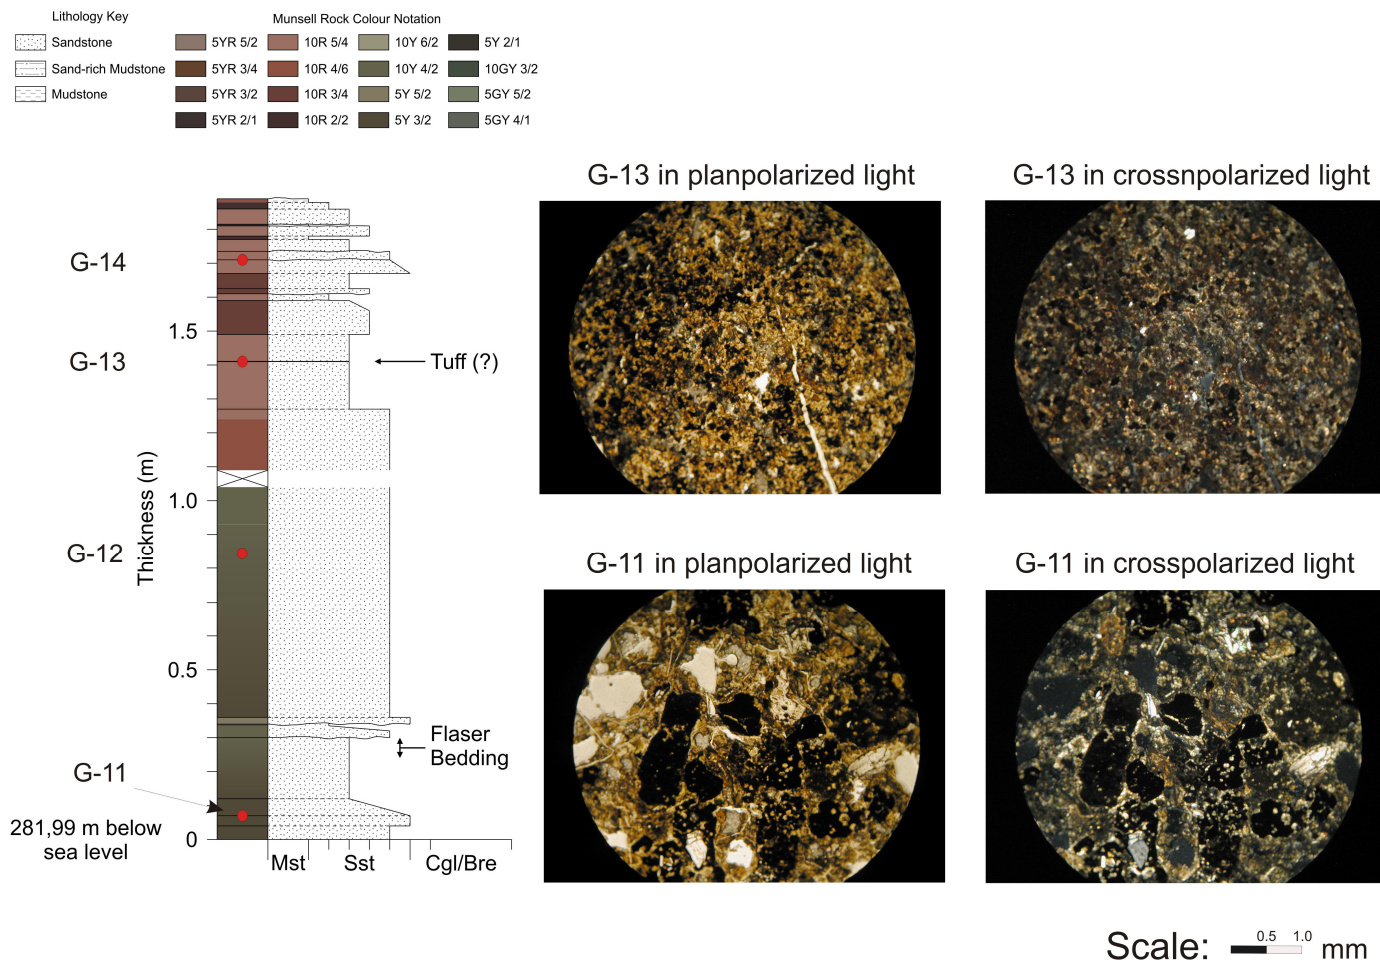 Lithology Key
Munsell Rock Colour Notation
Sandstone
Sand-rich Mudstone
Mudstone
5YR 5/2
10R 5/4
10Y 6/2
5Y 2/1
5YR 3/4
10R 4/6
10Y 4/2
10GY 3/2
5YR 3/2
10R 3/4
5Y 5/2
5GY 5/2
5YR 2/1
10R 2/2
5Y 3/2
5GY 4/1
G-13 in planpolarized light
G-13 in crossnpolarized light
G-14
1.5
G-13
Tuff (?)
Thickness (m)
1.0
G-12
G-11 in planpolarized light
G-11 in crosspolarized light
0.5
Flaser
Bedding
G-11
281,99 m below
sea level
0
Mst
Sst
Cgl/Bre
Scale:
0.5
1.0
mm